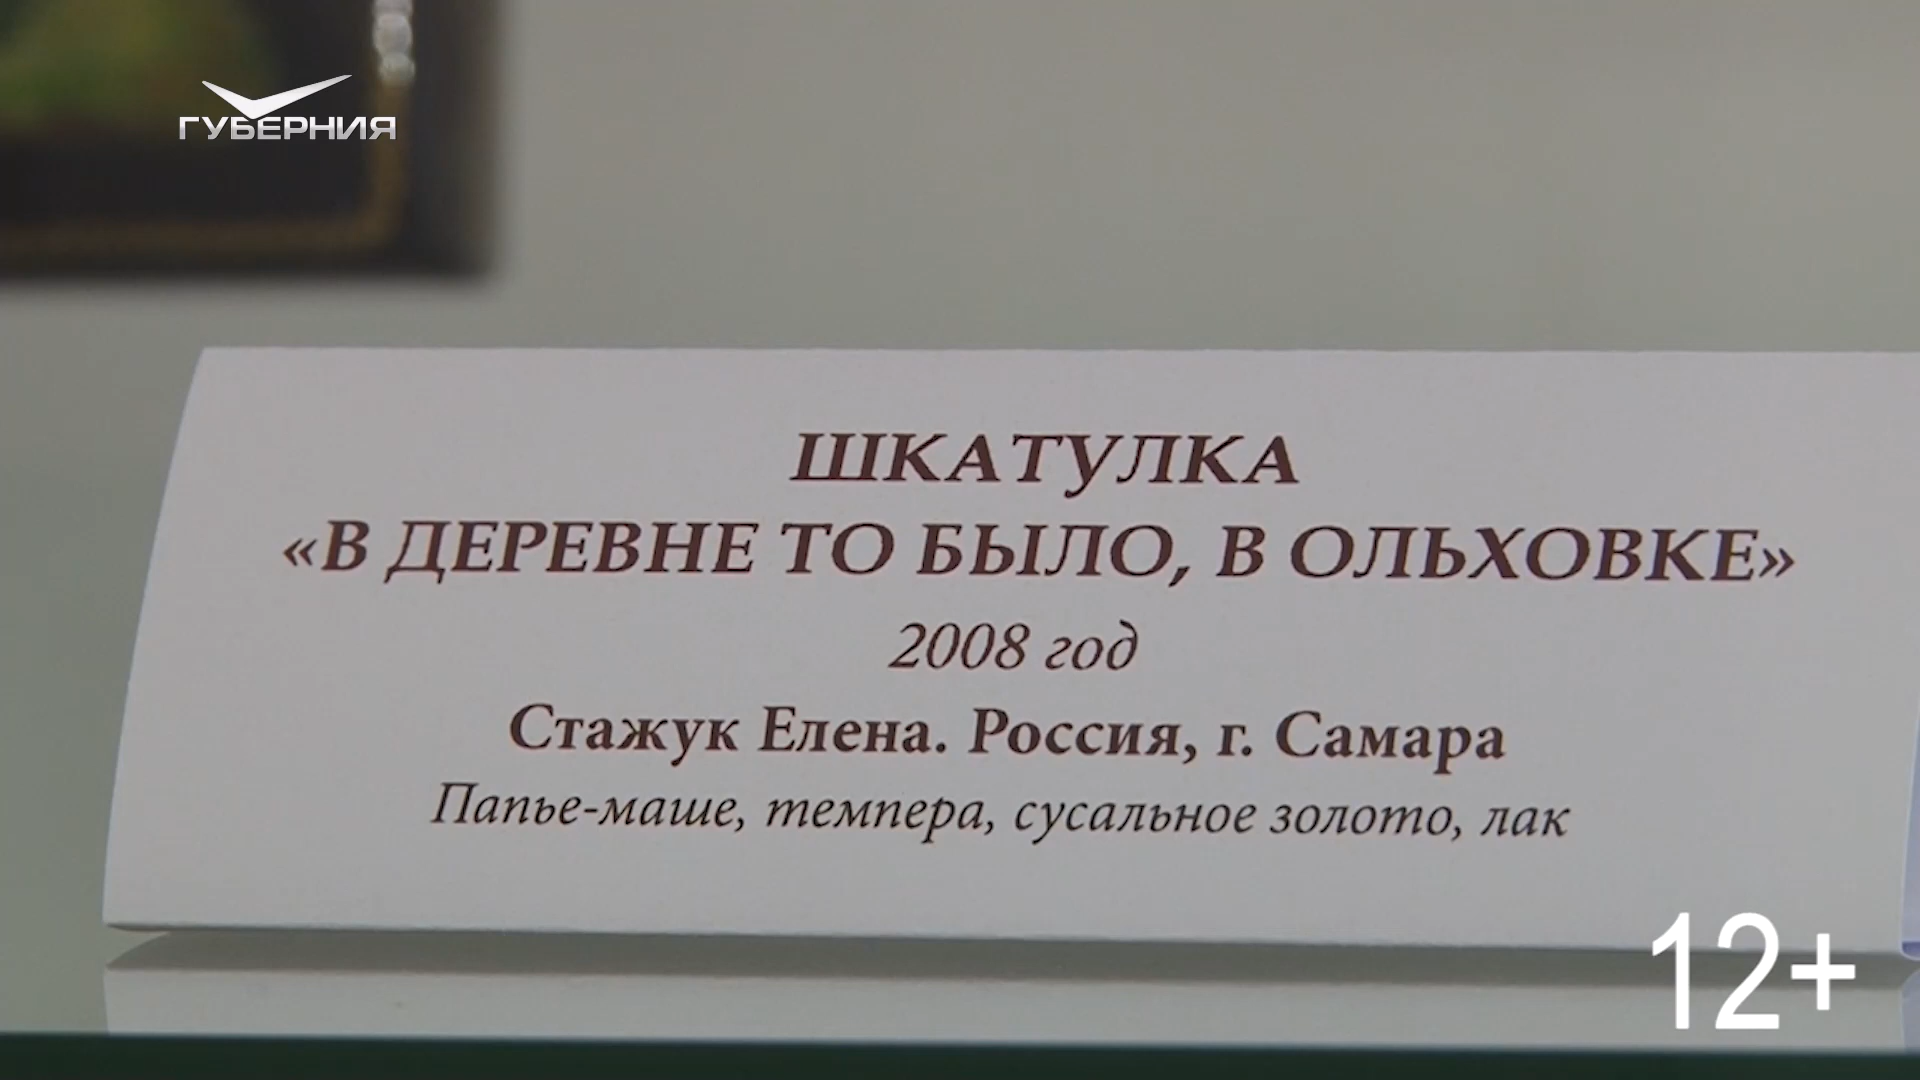 ГУБЕРНИЯ
ШКАТУЛКА
«В ДЕРЕВНЕ ТО БЫЛО, В ОЛЬХОВКЕ»
2008 год
Стажук Елена. Россия, г. Самара
Папье-маше, темпера, сусальное золото, лак
12+